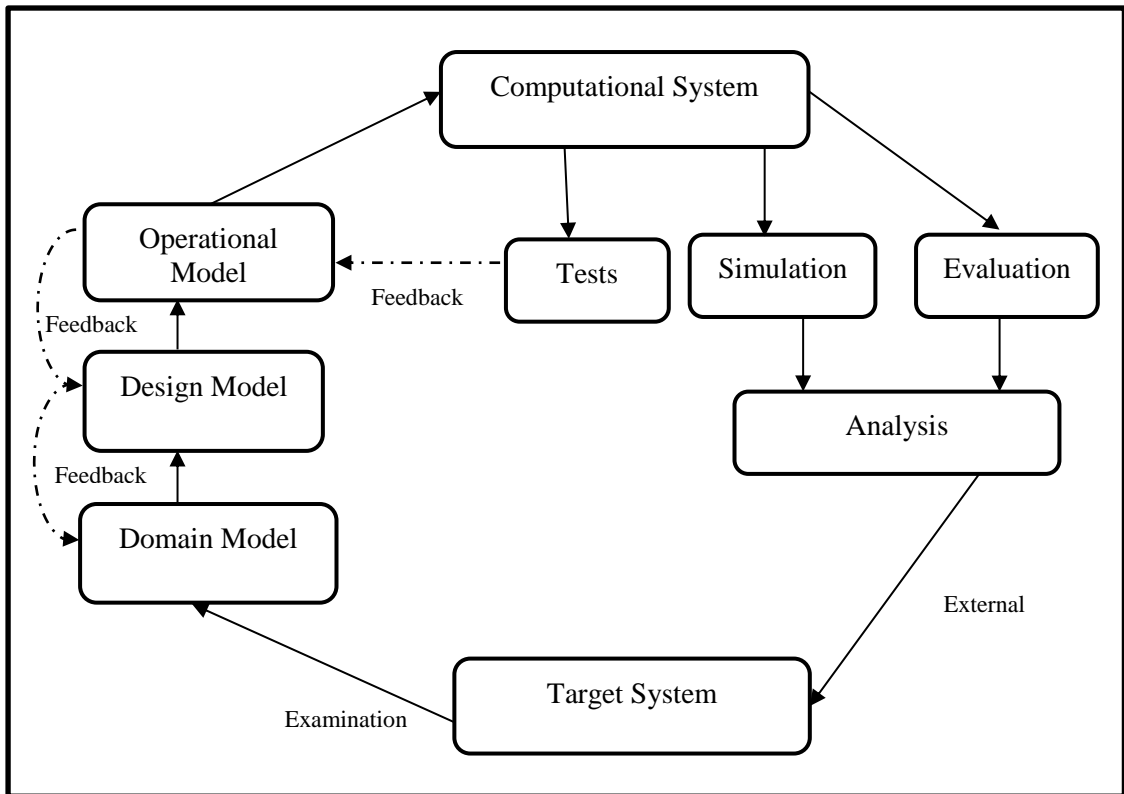 Computational System
Operational
Model
Tests
Simulation
Evaluation
Feedback
Feedback
Design Model
Analysis
Feedback
Domain Model
External
Target System
Examination